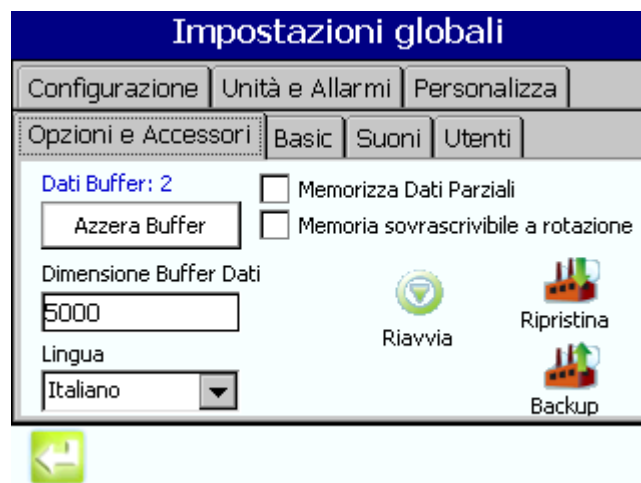 Impostazioni globali
Configurazione Unità e Allarmi Personalizza
Opzioni e Accessori Basic Suoni Utenti
Dati Buffer: 2
Memorizza Dati Parziali
Azzera Buffer
Memoria sovrascrivibile a rotazione
Dimensione Buffer Dati
5000
Riavvia
Ripristina
Lingua
Italiano
Backup